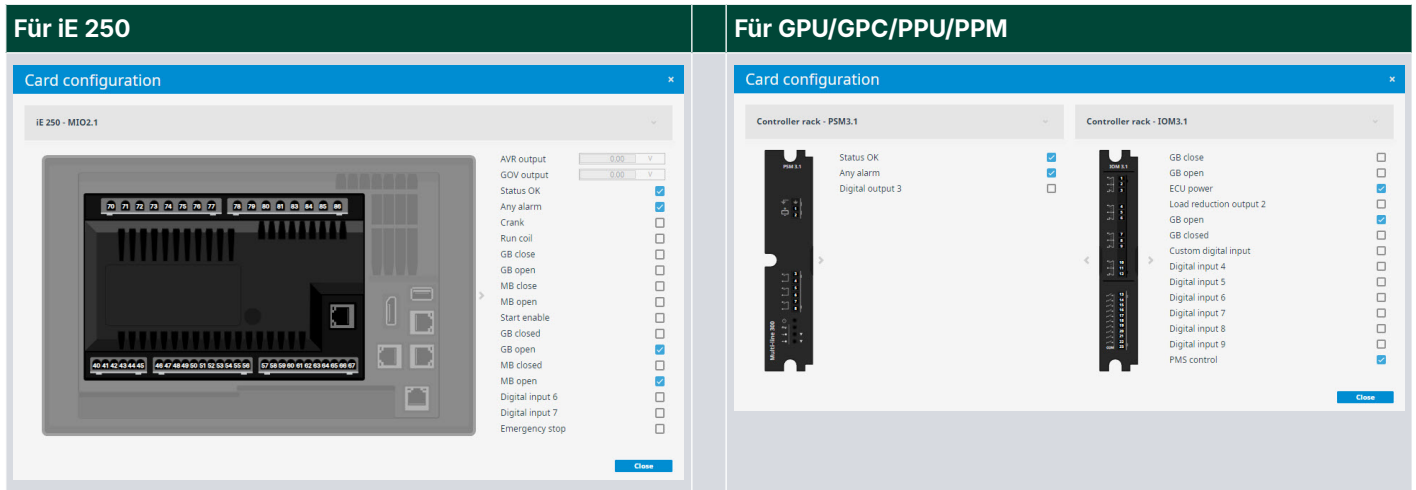 Für iE 250
Für GPU/GPC/PPU/PPM
Card configuration ×
iE 250 - MIO2.1
70 71 72 73 74 75 76 77 78 79 80 81 83 84 85 86
40 41 42 43 44 45 46 47 48 49 50 51 52 53 54 55 56 57 58 59 60 61 62 63 64 65 66 67
AVR output 0.00 V
GOV output 0.00 V
Status OK
Any alarm
Crank
Run coil
GB close
GB open
MB close
MB open
Start enable
GB closed
GB open
MB closed
MB open
Digital input 6
Digital input 7
Emergency stop
Close
Card configuration ×
Controller rack - PSM3.1
PSM 3.1
Multi-line 300
Status OK
Any alarm
Digital output 3
Controller rack - IOM3.1
IOM 3.1
GB close
GB open
ECU power
Load reduction output 2
GB open
GB closed
Custom digital input
Digital input 4
Digital input 5
Digital input 6
Digital input 7
Digital input 8
Digital input 9
PMS control
Close